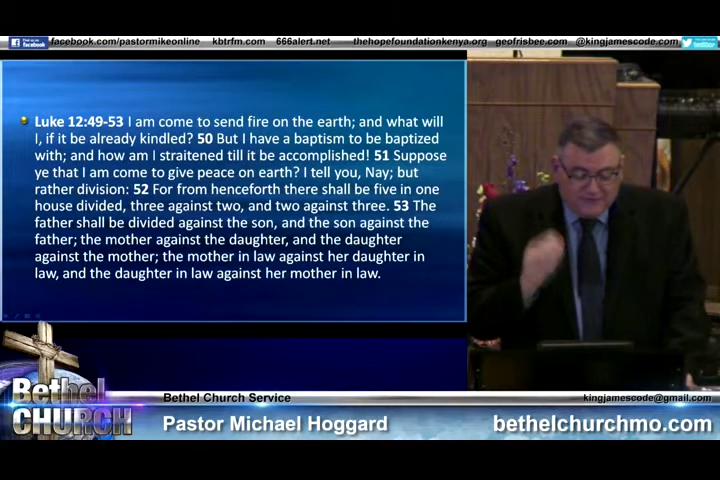 facebook.com/pastormikeonline kbtrfm.com 666alert.net thehopefoundationkenya.org geofrisbee.com @kingjamescode.com
Luke 12:49-53 I am come to send fire on the earth; and what will
I, if it be already kindled? 50 But I have a baptism to be baptized
with; and how am I straitened till it be accomplished! 51 Suppose
ye that I am come to give peace on earth? I tell you, Nay; but
rather division: 52 For from henceforth there shall be five in one
house divided, three against two, and two against three. 53 The
father shall be divided against the son, and the son against the
father; the mother against the daughter, and the daughter
against the mother; the mother in law against her daughter in
law, and the daughter in law against her mother in law.
Bethel
CHURCH
Bethel Church Service kingjamescode@gmail.com
Pastor Michael Hoggard bethelchurchmo.com